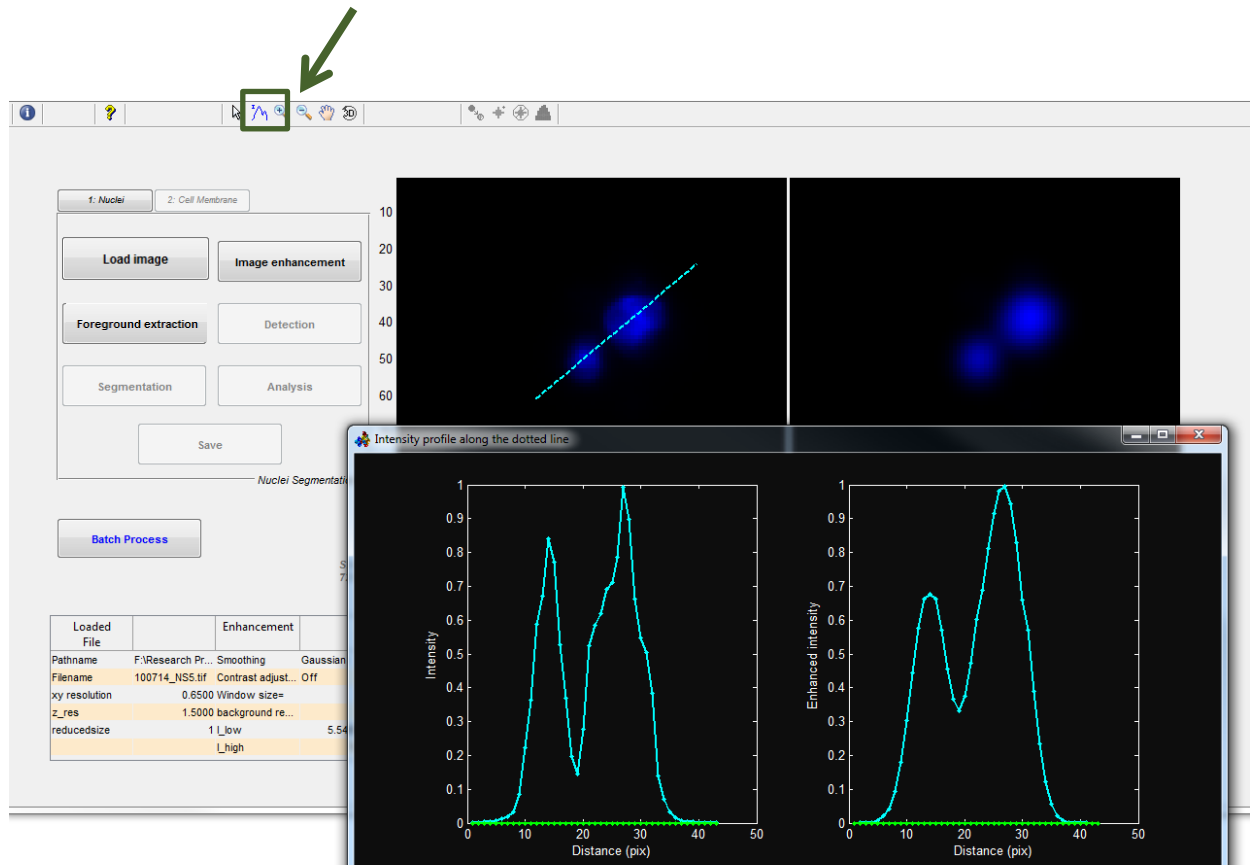 3D
1: Nuclei 2: Cell Membrane
Load image Image enhancement
Foreground extraction Detection
Segmentation Analysis
Save
Nuclei Segmentati
Batch Process
10
20
30
40
50
60
Loaded File Enhancement
Pathname F:\Research Pr... Smoothing Gaussian
Filename 100714_NS5.tif Contrast adjust... Off
xy resolution 0.6500 Window size=
z_res 1.5000 background re...
reducedsize 1 I_low 5.54
I_high
Intensity profile along the dotted line
1
0.9
0.8
0.7
0.6
0.5
0.4
0.3
0.2
0.1
0
Intensity
0 10 20 30 40 50
Distance (pix)
1
0.9
0.8
0.7
0.6
0.5
0.4
0.3
0.2
0.1
0
Enhanced intensity
0 10 20 30 40 50
Distance (pix)